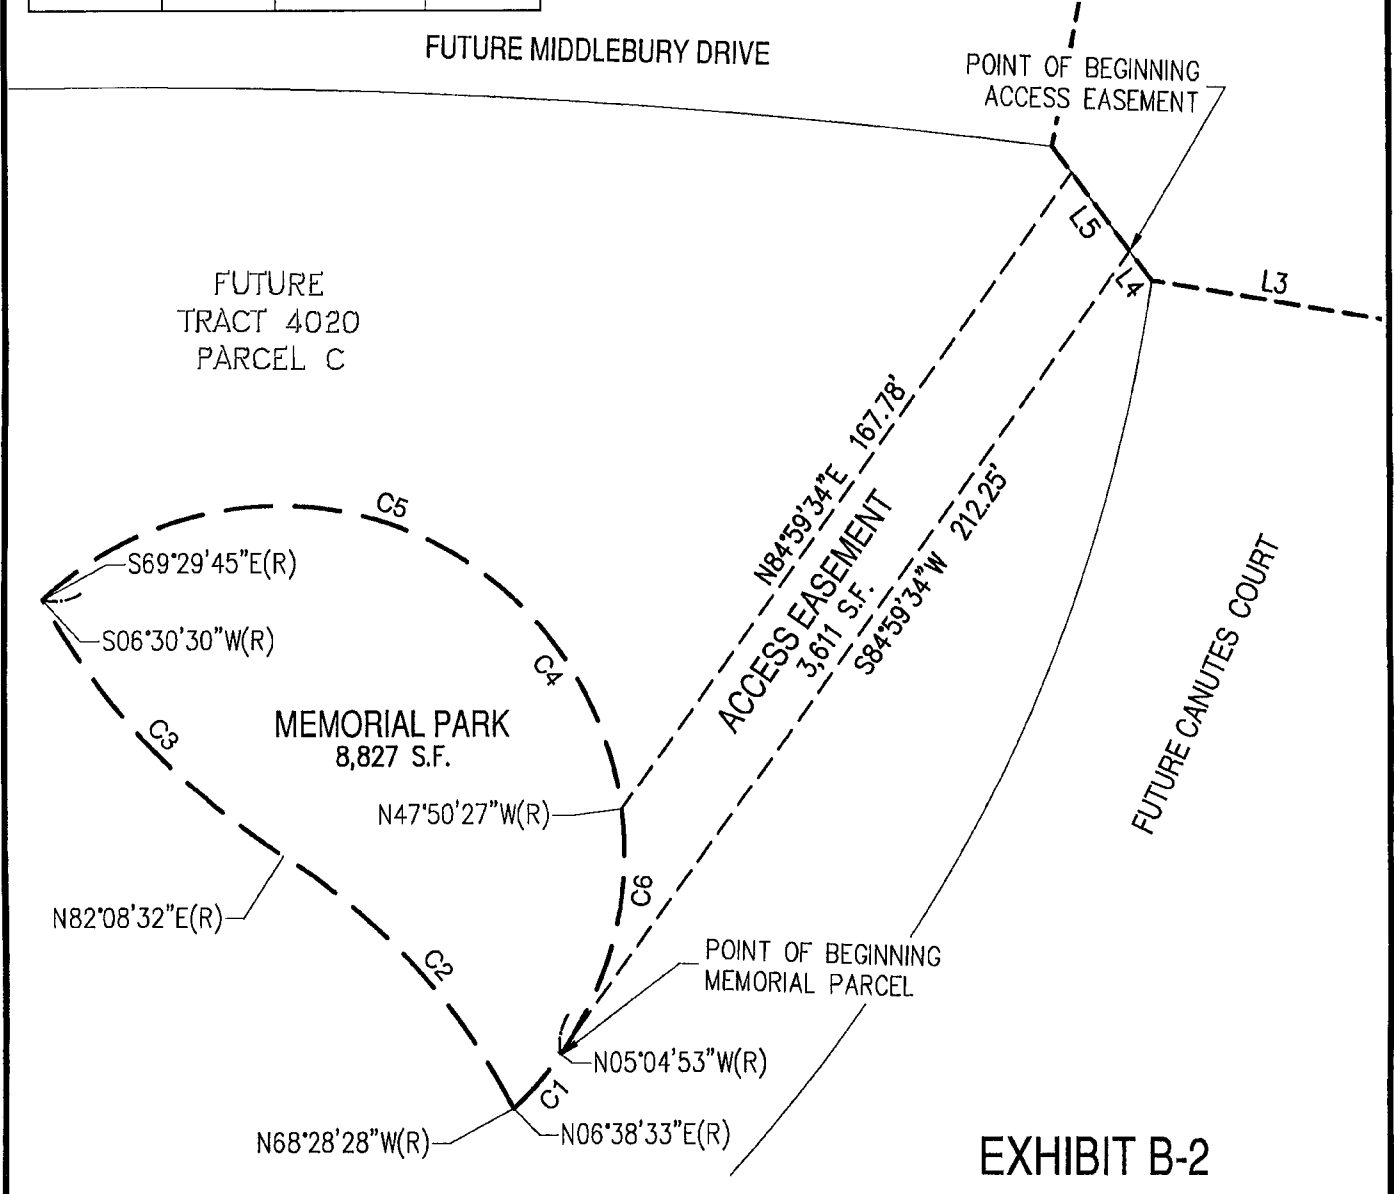 FUTURE MIDDLEBURY DRIVE
POINT OF BEGINNING
ACCESS EASEMENT
L5
L4
L3
FUTURE
TRACT 4020
PARCEL C
N84°59'34"E 167.78'
ACCESS EASEMENT
3,611 S.F.
S84°59'34"W 212.25'
C5
S69°29'45"E(R)
S06°30'30"W(R)
C4
C3
MEMORIAL PARK
8,827 S.F.
FUTURE CANUTES COURT
N47°50'27"W(R)
C6
N82°08'32"E(R)
C2
POINT OF BEGINNING
MEMORIAL PARCEL
N05°04'53"W(R)
C1
N68°28'28"W(R)
N06°38'33"E(R)
EXHIBIT B-2